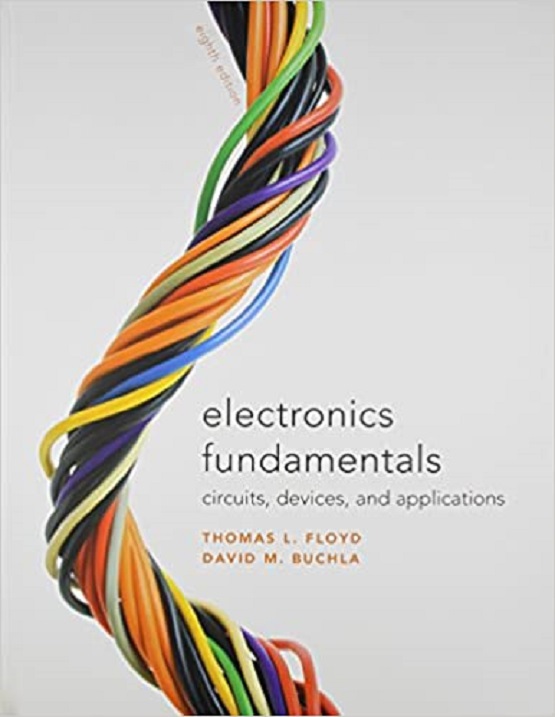 eighth edition
electronics
fundamentals
circuits, devices, and applications
THOMAS L. FLOYD
DAVID M. BUCHLA